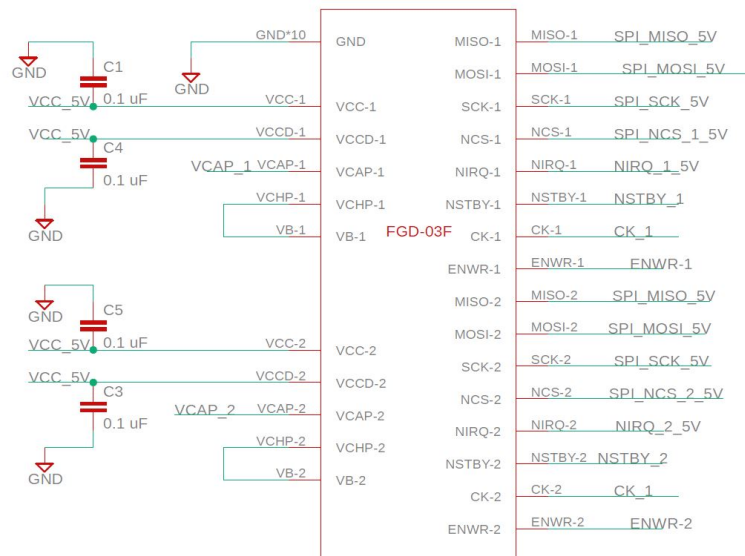 GND*10 GND MISO-1 MISO-1 SPI_MISO_5V
GND C1 MOSI-1 MOSI-1 SPI_MOSI_5V
GND
VCC_5V 0.1 uF VCC-1 VCC-1 SCK-1 SCK-1 SPI_SCK_5V
VCC_5V VCCD-1 VCCD-1 NCS-1 NCS-1 SPI_NCS_1_5V
C4
0.1 uF VCAP_1 VCAP-1 VCAP-1 NIRQ-1 NIRQ-1 NIRQ_1_5V
VCHP-1 VCHP-1 NSTBY-1 NSTBY-1 NSTBY_1
GND VB-1 VB-1 FGD-03F CK-1 CK-1 CK_1
ENWR-1 ENWR-1 ENWR-1
MISO-2 MISO-2 SPI_MISO_5V
GND C5
MOSI-2 MOSI-2 SPI_MOSI_5V
VCC_5V 0.1 uF VCC-2 VCC-2 SCK-2 SCK-2 SPI_SCK_5V
VCC_5V VCCD-2 VCCD-2 NCS-2 NCS-2 SPI_NCS_2_5V
C3
0.1 uF VCAP_2 VCAP-2 VCAP-2 NIRQ-2 NIRQ-2 NIRQ_2_5V
VCHP-2 VCHP-2 NSTBY-2 NSTBY-2 NSTBY_2
GND VB-2 VB-2 CK-2 CK-2 CK_1
ENWR-2 ENWR-2 ENWR-2